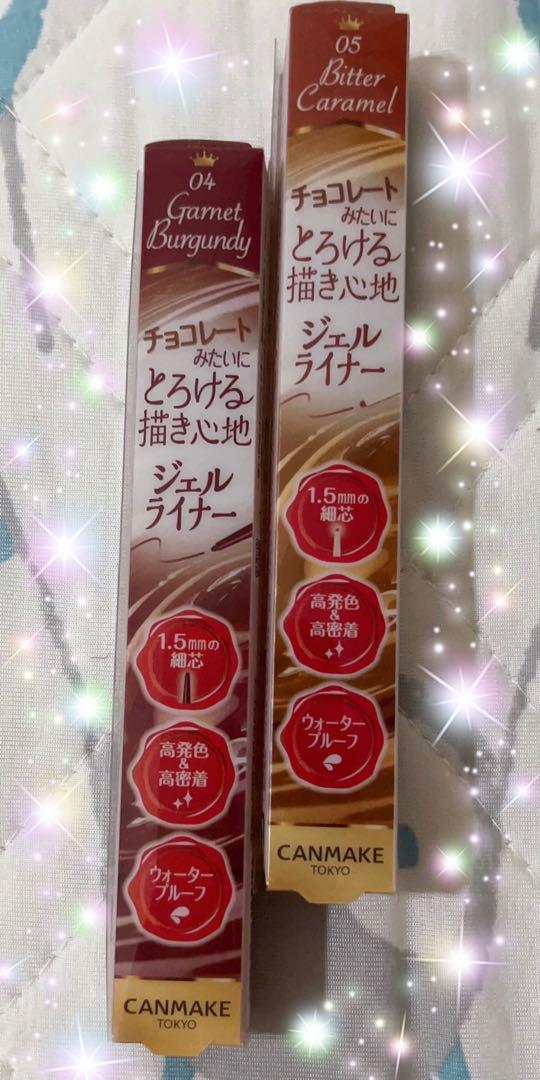 04
Garnet
Burgundy
チョコレート
みたいに
とろける
描き心地
ジェル
ライナー
1.5mmの
細芯
高発色
&
高密着
ウォーター
プルーフ
CANMAKE
TOKYO
05
Bitter
Caramel
チョコレート
みたいに
とろける
描き心地
ジェル
ライナー
1.5mmの
細芯
高発色
&
高密着
ウォーター
プルーフ
CANMAKE
TOKYO